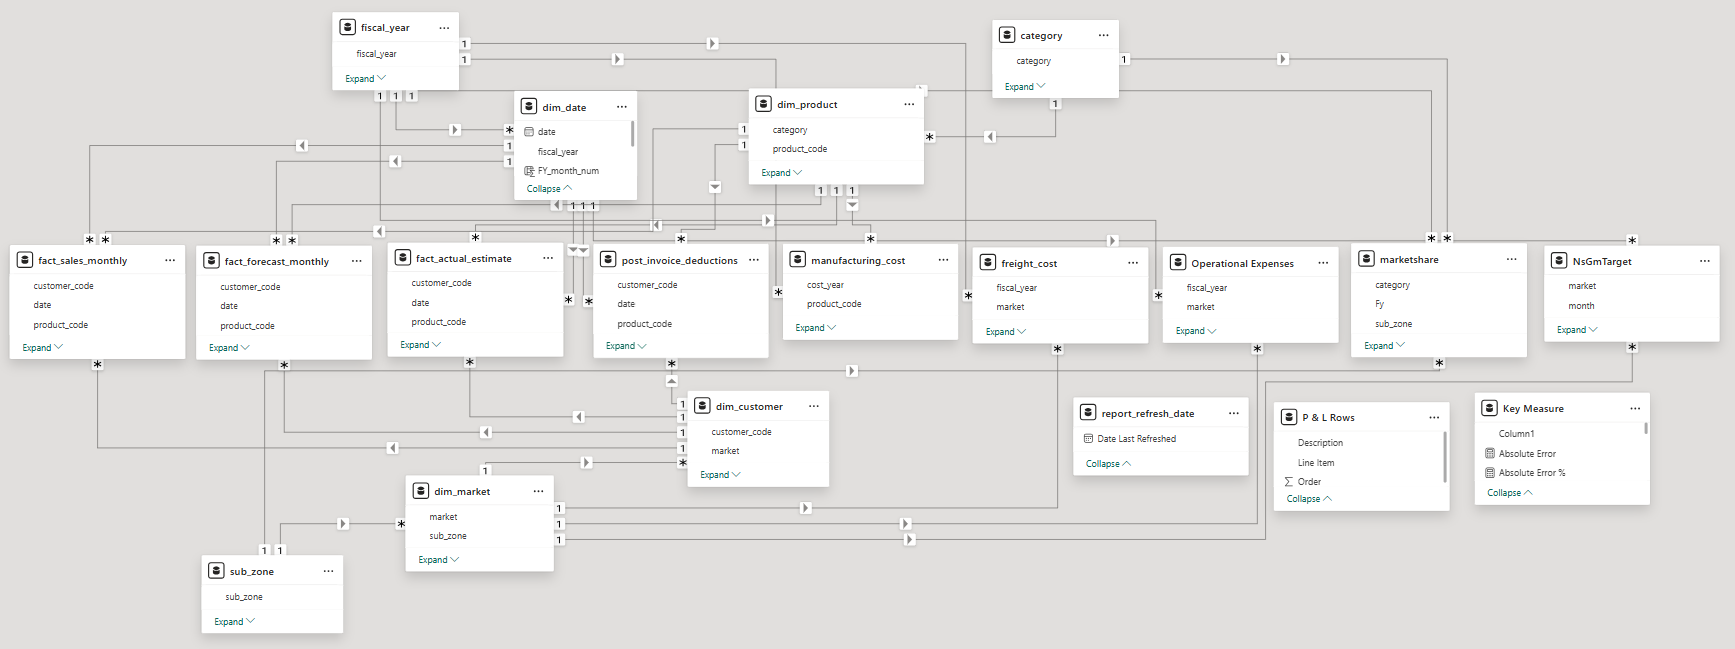 fiscal_year
fiscal_year
Expand
category
category
Expand
dim_date
date
fiscal_year
FY_month_num
Collapse
dim_product
category
product_code
Expand
fact_sales_monthly
customer_code
date
product_code
Expand
fact_forecast_monthly
customer_code
date
product_code
Expand
fact_actual_estimate
customer_code
date
product_code
Expand
post_invoice_deductions
customer_code
date
product_code
Expand
manufacturing_cost
cost_year
product_code
Expand
freight_cost
fiscal_year
market
Expand
Operational Expenses
fiscal_year
market
Expand
marketshare
category
Fy
sub_zone
Expand
NsGmTarget
market
month
Expand
dim_customer
customer_code
market
Expand
report_refresh_date
Date Last Refreshed
Collapse
P & L Rows
Description
Line Item
Order
Collapse
Key Measure
Column1
Absolute Error
Absolute Error %
Collapse
dim_market
market
sub_zone
Expand
sub_zone
sub_zone
Expand